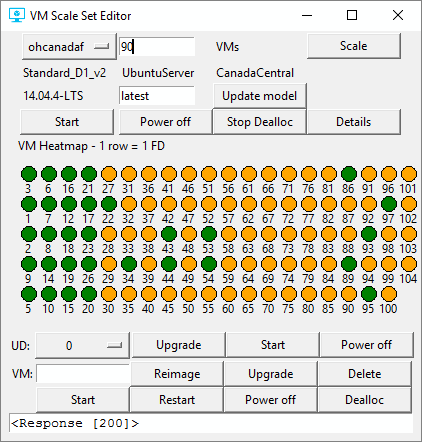 VM Scale Set Editor
ohcanadaf 90 VMs Scale
Standard_D1_v2 UbuntuServer CanadaCentral
14.04.4-LTS latest Update model
Start Power off Stop Dealloc Details
VM Heatmap - 1 row = 1 FD
3 6 16 21 27 31 36 41 46 51 56 61 66 71 76 81 86 91 96 101
1 7 12 17 22 32 37 42 47 52 57 62 67 72 77 82 87 92 97 102
2 8 18 23 28 33 38 43 48 53 58 63 68 73 78 83 88 93 98 103
9 14 19 26 29 34 39 44 49 54 59 64 69 74 79 84 89 94 99 104
5 10 15 20 30 35 40 45 50 55 60 65 70 75 80 85 90 95 100
UD: 0 Upgrade Start Power off
VM: Reimage Upgrade Delete
Start Restart Power off Dealloc
<Response [200]>